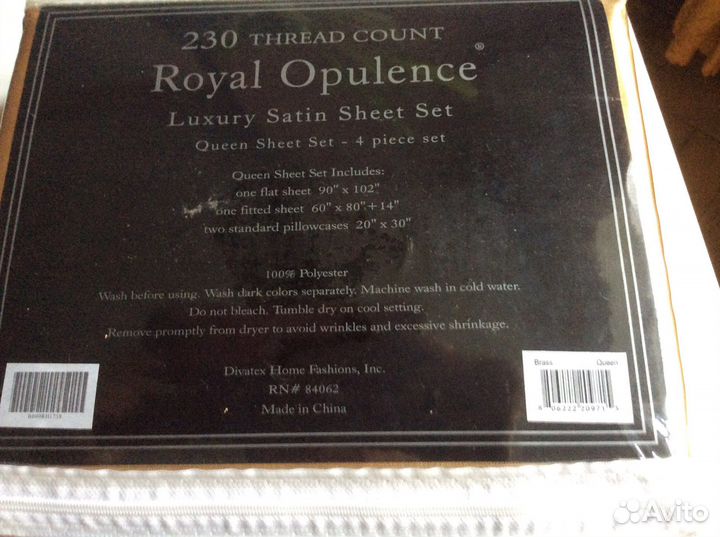 230 THREAD COUNT
Royal Opulence®
Luxury Satin Sheet Set
Queen Sheet Set - 4 piece set
Queen Sheet Set Includes:
one flat sheet 90" x 102"
one fitted sheet 60" x 80"+14"
two standard pillowcases 20" x 30"
100% Polyester
Wash before using. Wash dark colors separately. Machine wash in cold water.
Do not bleach. Tumble dry on cool setting.
Remove promptly from dryer to avoid wrinkles and excessive shrinkage.
Divatex Home Fashions, Inc.
RN# 84062
Made in China
Brass Queen
8 06222 20971 5
Avito